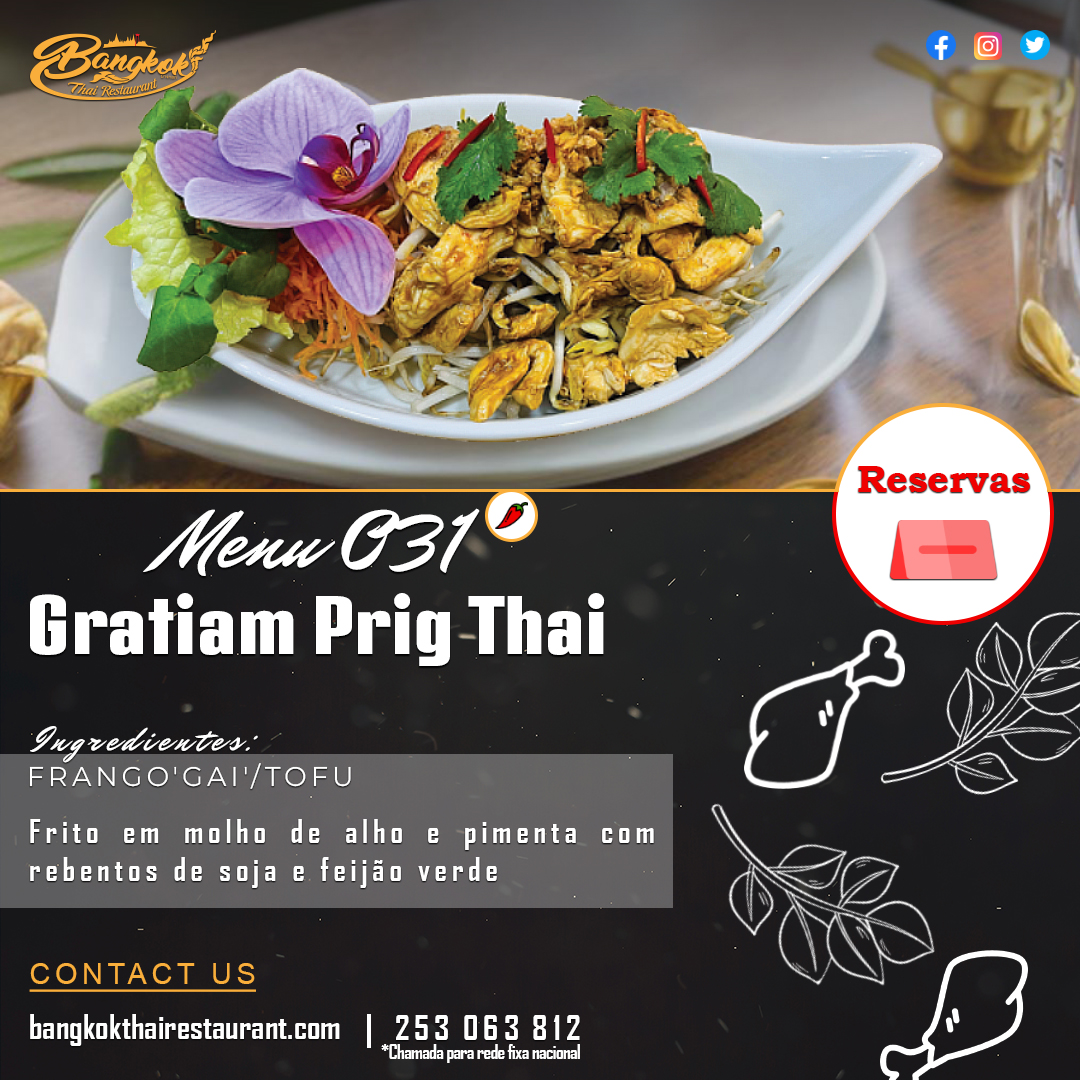 Bangkok
Thai Restaurant
Reservas
Menu 031
Gratiam Prig Thai
Ingredientes:
FRANGO'GAI'/TOFU
Frito em molho de alho e pimenta com
rebentos de soja e feijão verde
CONTACT US
bangkokthairestaurant.com | 253 063 812
*Chamada para rede fixa nacional